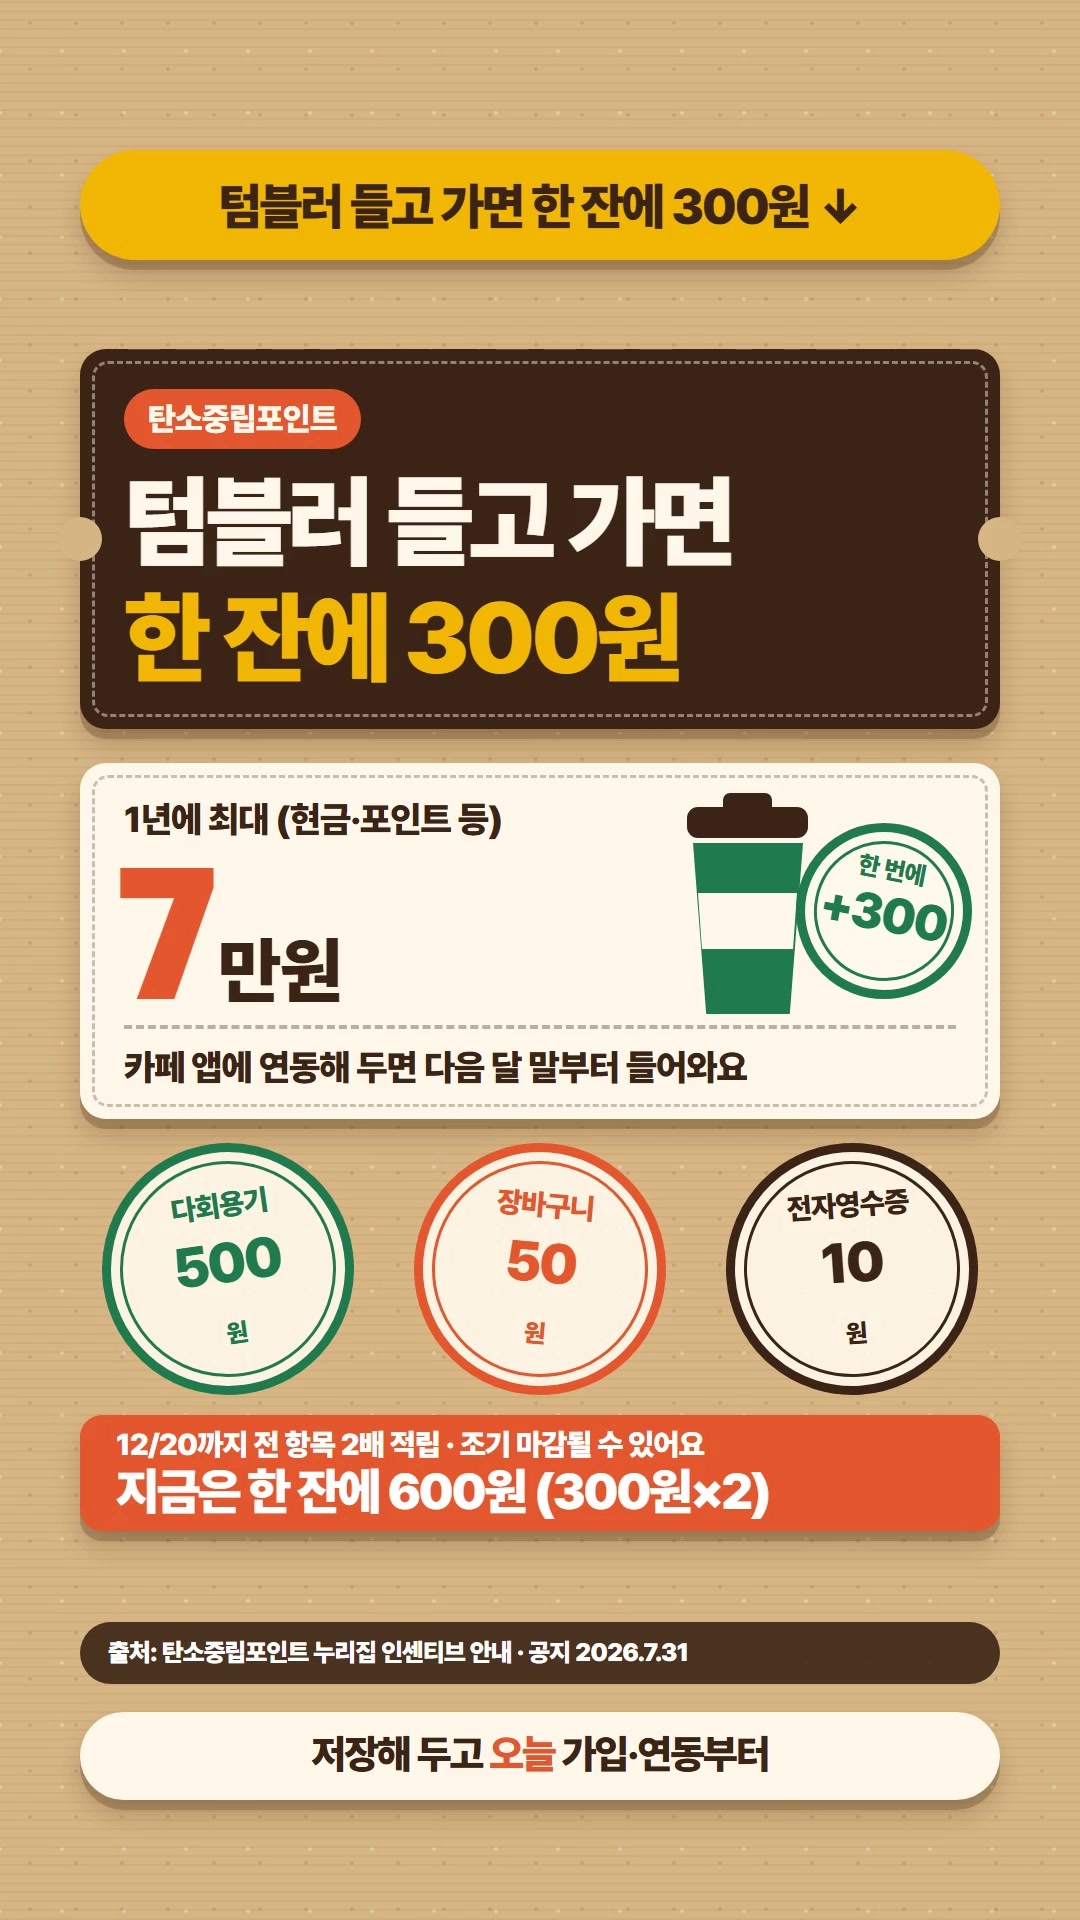 텀블러 들고 가면 한 잔에 300원 ↓
탄소중립포인트
텀블러 들고 가면
한 잔에 300원
1년에 최대 (현금·포인트 등)
7만원
한 번에
+300
카페 앱에 연동해 두면 다음 달 말부터 들어와요
다회용기
500
원
장바구니
50
원
전자영수증
10
원
12/20까지 전 항목 2배 적립 · 조기 마감될 수 있어요
지금은 한 잔에 600원 (300원×2)
출처: 탄소중립포인트 누리집 인센티브 안내 · 공지 2026.7.31
저장해 두고 오늘 가입·연동부터